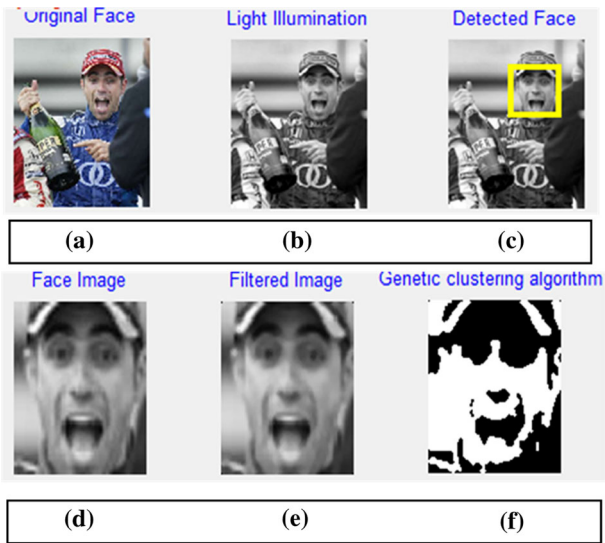 Original Face Light Illumination Detected Face
(a) (b) (c)
Face Image Filtered Image Genetic clustering algorithm
(d) (e) (f)